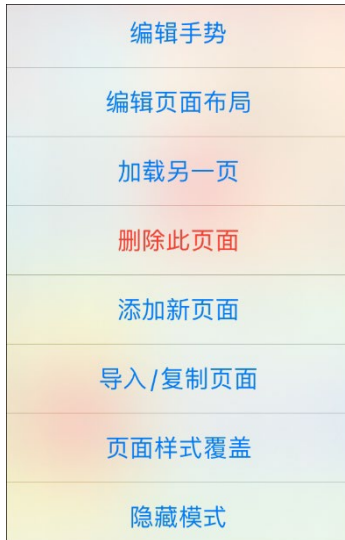 编辑手势
编辑页面布局
加载另一页
删除此页面
添加新页面
导入/复制页面
页面样式覆盖
隐藏模式